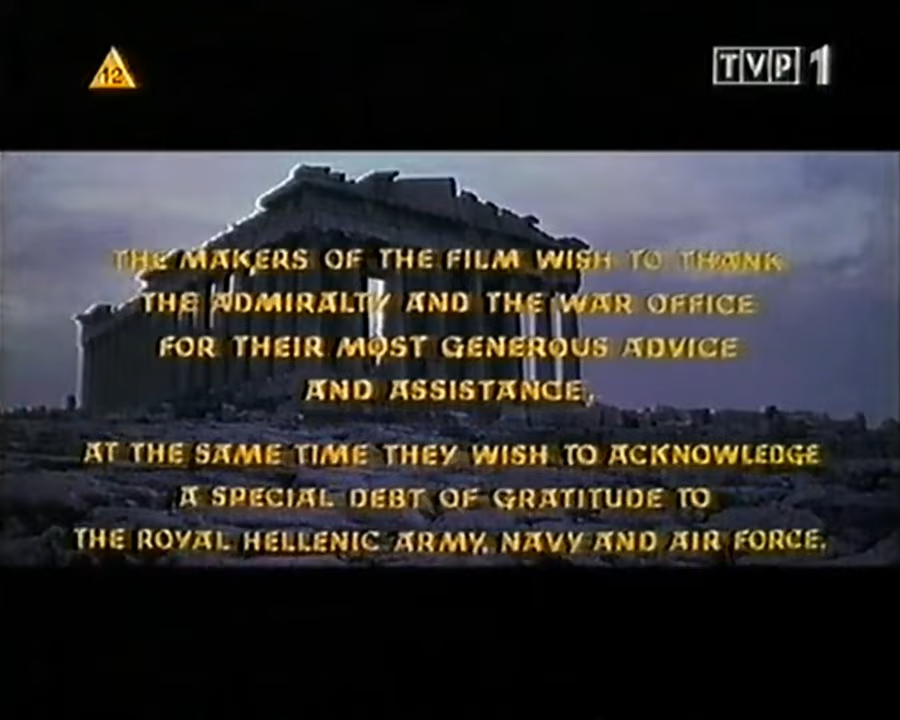 12
TVP 1
THE MAKERS OF THE FILM WISH TO THANK
THE ADMIRALTY AND THE WAR OFFICE
FOR THEIR MOST GENEROUS ADVICE
AND ASSISTANCE,
AT THE SAME TIME THEY WISH TO ACKNOWLEDGE
A SPECIAL DEBT OF GRATITUDE TO
THE ROYAL HELLENIC ARMY, NAVY AND AIR FORCE.